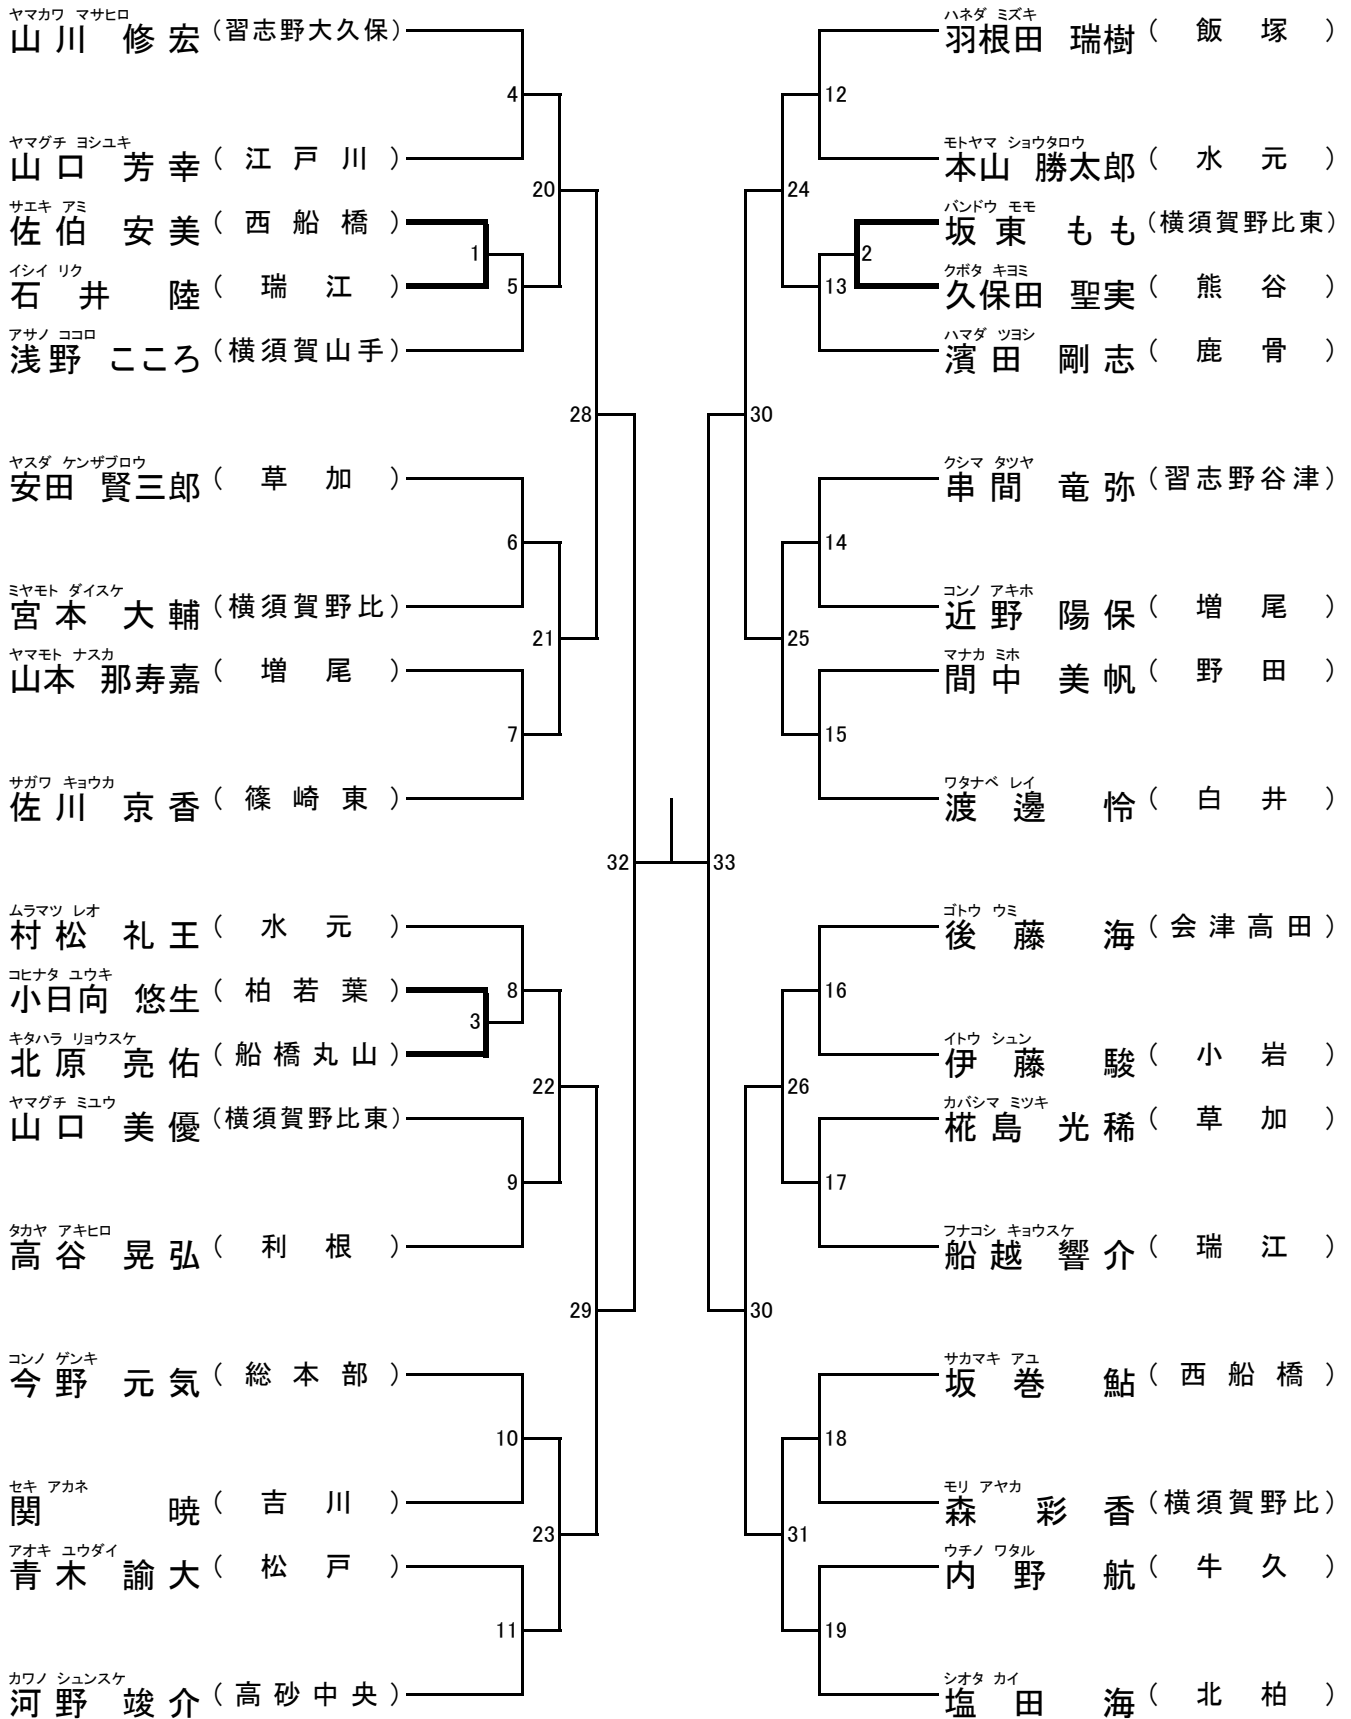 ヤマカワ マサヒロ
山川 修宏 (習志野大久保)
4
ヤマグチ ヨシュキ
山口 芳幸 (江戸川)
20
サエキ アミ
佐伯 安美 (西船橋)
1
イシイ リク
石井 陸 (瑞江)
5
アサノ ココロ
浅野 こころ (横須賀山手)
28
ヤスダ ケンザブロウ
安田 賢三郎 (草加)
6
ミヤモト ダイスケ
宮本 大輔 (横須賀野比)
21
ヤマモト ナスカ
山本 那寿嘉 (増尾)
7
サガワ キョウカ
佐川 京香 (篠崎東)
32
ムラマツ レオ
村松 礼王 (水元)
8
コヒナタ ユウキ
小日向 悠生 (柏若葉)
3
キタハラ リョウスケ
北原 亮佑 (船橋丸山)
22
ヤマグチ ミユウ
山口 美優 (横須賀野比東)
9
タカヤ アキヒロ
高谷 晃弘 (利根)
29
コンノ ゲンキ
今野 元気 (総本部)
10
セキ アカネ
関 暁 (吉川)
23
アオキ ユウダイ
青木 諭大 (松戸)
11
カワノ シュンスケ
河野 竣介 (高砂中央)
ハネダ ミズキ
羽根田 瑞樹 (飯塚)
12
モトヤマ ショウタロウ
本山 勝太郎 (水元)
24
バンドウ モモ
坂東 もも (横須賀野比東)
2
クボタ キヨミ
久保田 聖実 (熊谷)
13
ハマダ ツヨシ
濱田 剛志 (鹿骨)
30
クシマ タツヤ
串間 竜弥 (習志野谷津)
14
コンノ アキホ
近野 陽保 (増尾)
25
マナカ ミホ
間中 美帆 (野田)
15
ワタナベ レイ
渡邊 怜 (白井)
33
ゴトウ ウミ
後藤 海 (会津高田)
16
イトウ シュン
伊藤 駿 (小岩)
26
カバシマ ミツキ
椛島 光稀 (草加)
17
フナコシ キョウスケ
船越 響介 (瑞江)
30
サカマキ アユ
坂巻 鮎 (西船橋)
18
モリ アヤカ
森 彩香 (横須賀野比)
31
ウチノ ワタル
内野 航 (牛久)
19
シオタ カイ
塩田 海 (北柏)